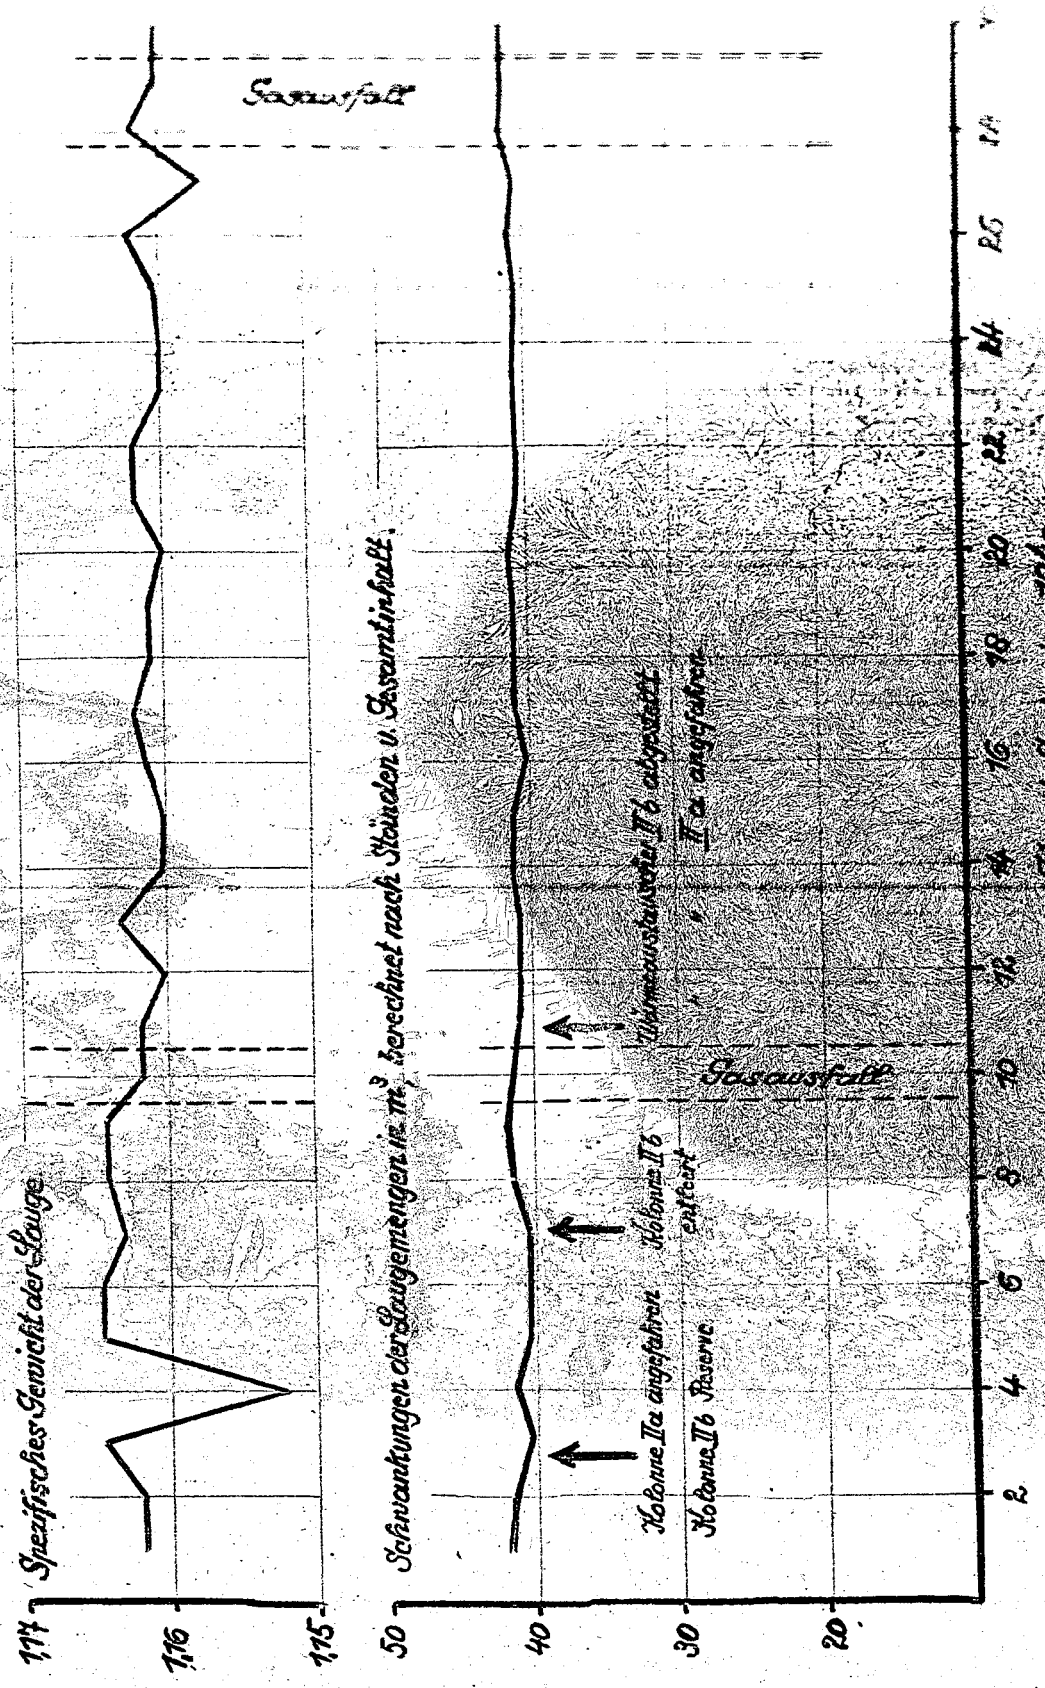 Spezifisches Gewicht der Lauge
1,17
1,16
1,15
Gasausfall
Schwankungen der Laugemengen in m³, berechnet nach Ständen u. Gesamtinhalt.
50
40
30
20
Kolonne IIa angefahren
Kolonne IIb Reserve
Kolonne IIb
entleert
Gasausfall
Wärmeaustauscher IIb abgestellt
" " IIa angefahren
2 4 6 8 10 12 14 16 18 20 22 24 26